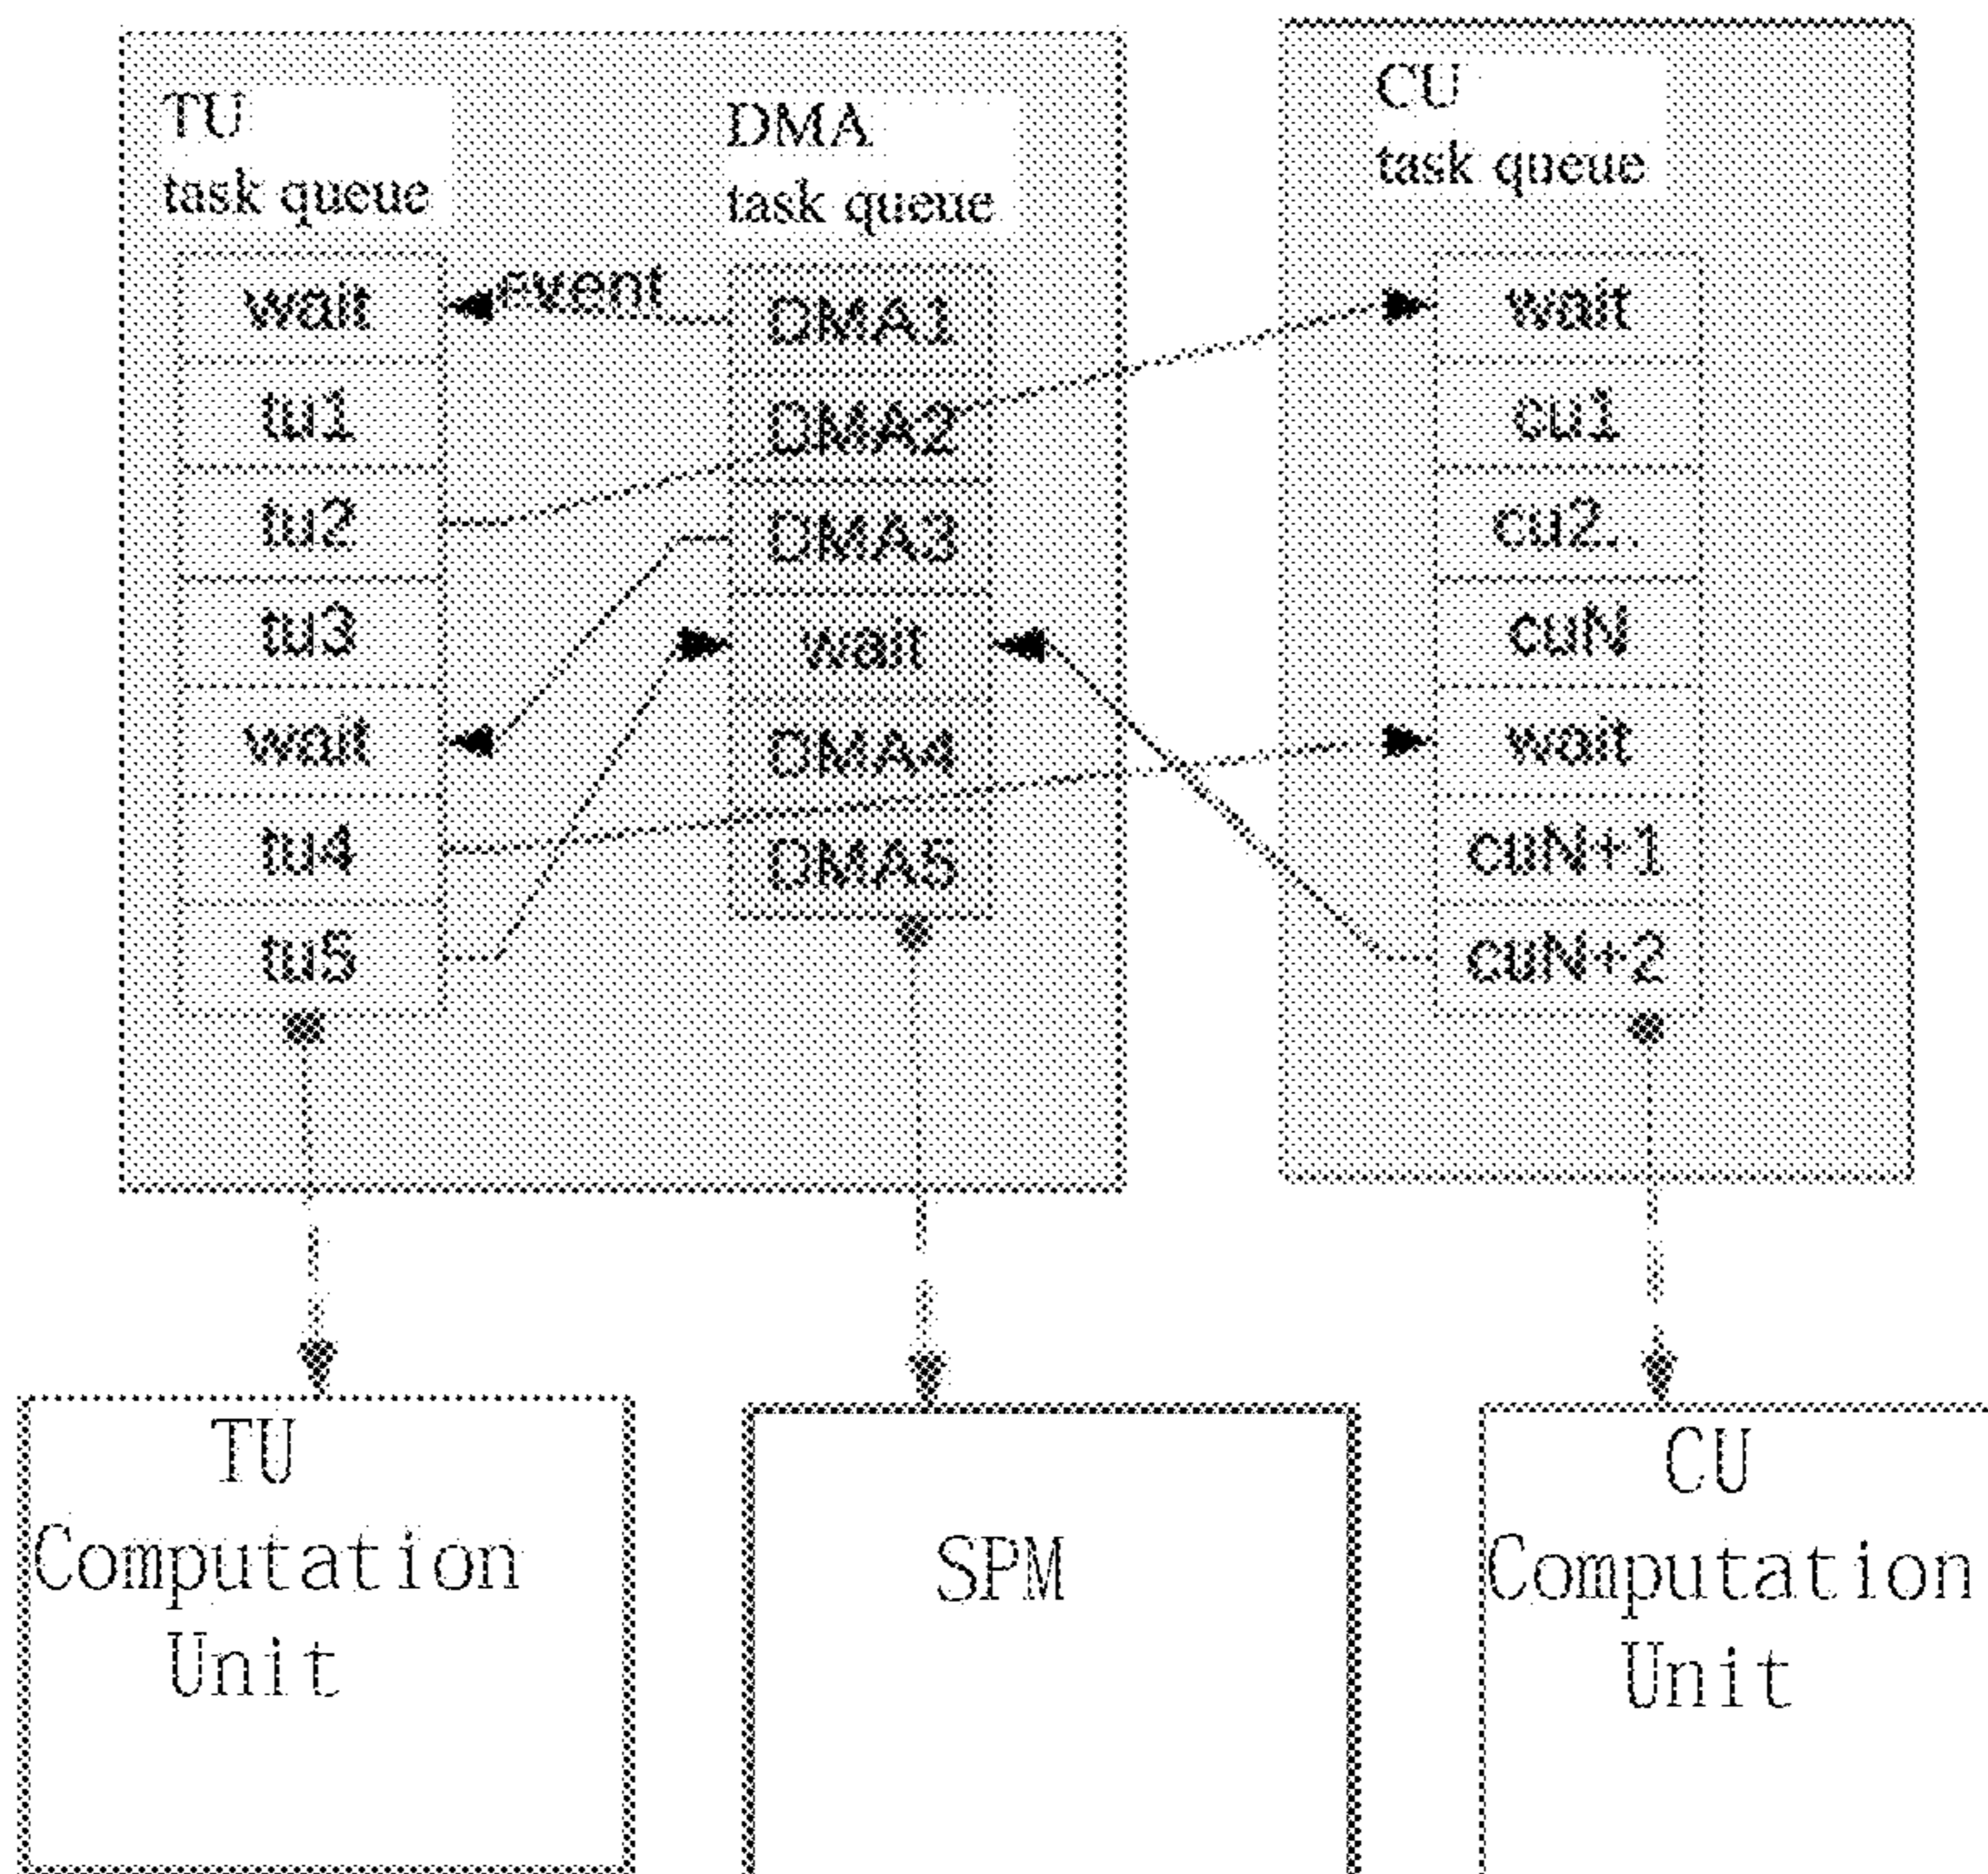 TU
task queue
DMA
task queue
CU
task queue
wait
tu1
tu2
tu3
wait
tu4
tu5
event
DMA1
DMA2
DMA3
wait
DMA4
DMA5
wait
cu1
cu2..
cuN
wait
cuN+1
cuN+2
TU
Computation
Unit
SPM
CU
Computation
Unit